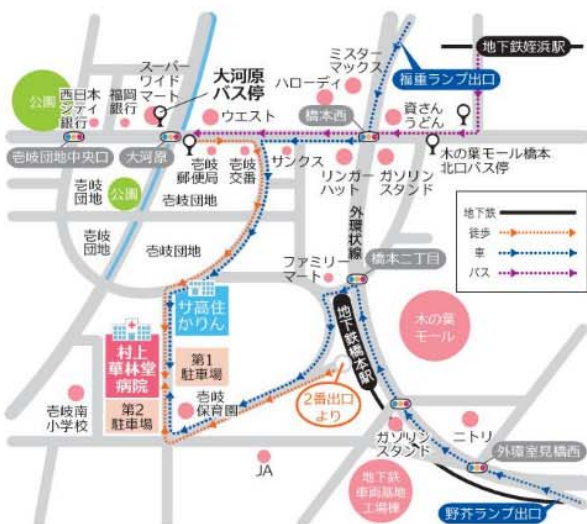 地下鉄姪浜駅
福重ランプ出口
ミスター
マックス
ハローデイ
スーパー
ワイド
マート
大河原
バス停
公園
西日本
シティ
銀行
福岡
銀行
ウエスト
橋本西
資さん
うどん
壱岐団地中央口
大河原
壱岐
郵便局
壱岐
交番
サンクス
リンガー
ハット
ガソリン
スタンド
木の葉モール橋本
北口バス停
壱岐
団地
公園
壱岐団地
壱岐
団地
壱岐団地
外環状線
地下鉄
徒歩
車
バス
ファミリー
マート
橋本二丁目
サ高住
かりん
地下鉄橋本駅
木の葉
モール
村上
華林堂
病院
第1
駐車場
第2
駐車場
壱岐南
小学校
壱岐
保育園
2番出口
より
JA
ガソリン
スタンド
ニトリ
外環室見橋西
地下鉄
車両基地
工場棟
野芥ランプ出口